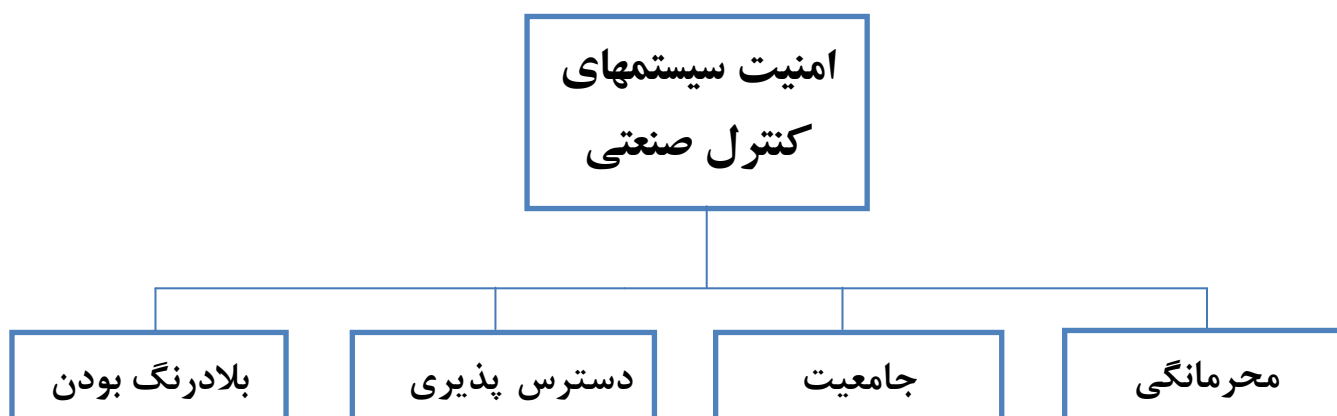 امنیت سیستمهای
کنترل صنعتی
محرمانگی
جامعیت
دسترس پذیری
بلادرنگ بودن